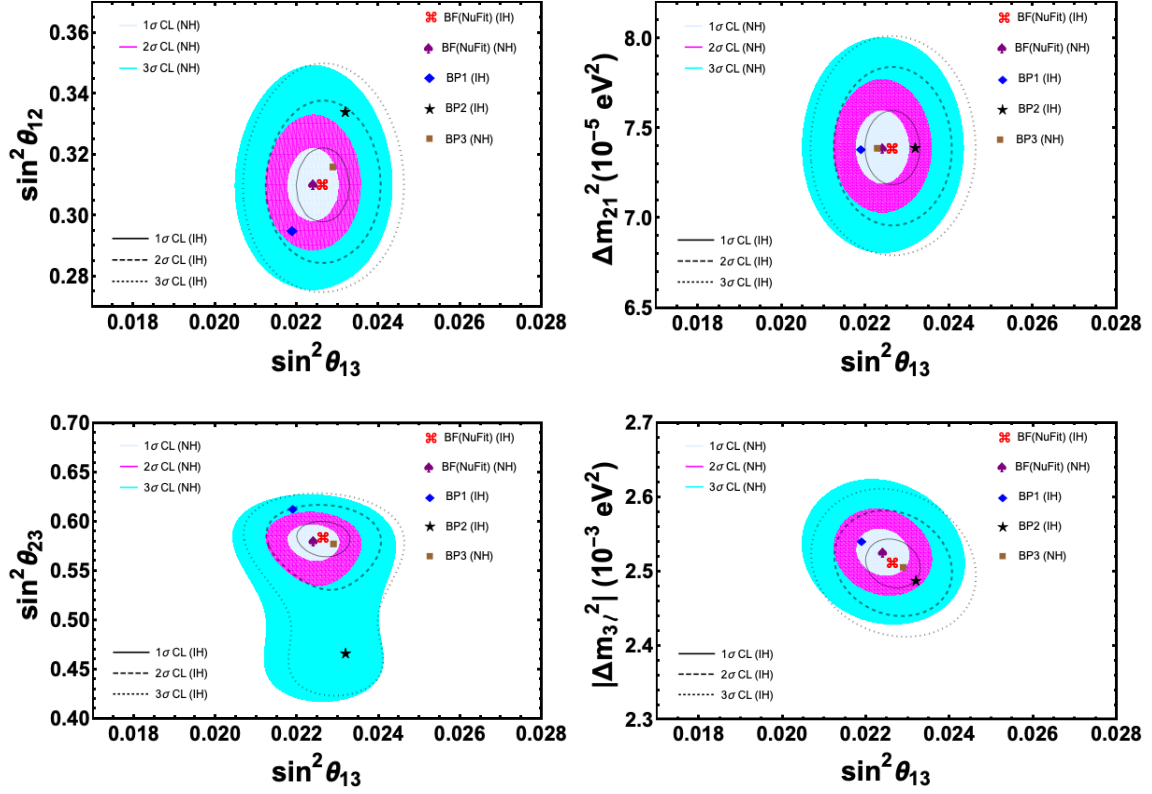 0.36
0.34
0.32
0.30
0.28
sin²θ₁₂
1σ CL (NH)
2σ CL (NH)
3σ CL (NH)
BF(NuFit) (IH)
BF(NuFit) (NH)
BP1 (IH)
BP2 (IH)
BP3 (NH)
1σ CL (IH)
2σ CL (IH)
3σ CL (IH)
0.018 0.020 0.022 0.024 0.026 0.028
sin²θ₁₃
8.0
7.5
7.0
6.5
Δm₂₁² (10⁻⁵ eV²)
1σ CL (NH)
2σ CL (NH)
3σ CL (NH)
BF(NuFit) (IH)
BF(NuFit) (NH)
BP1 (IH)
BP2 (IH)
BP3 (NH)
1σ CL (IH)
2σ CL (IH)
3σ CL (IH)
0.018 0.020 0.022 0.024 0.026 0.028
sin²θ₁₃
0.70
0.65
0.60
0.55
0.50
0.45
0.40
sin²θ₂₃
1σ CL (NH)
2σ CL (NH)
3σ CL (NH)
BF(NuFit) (IH)
BF(NuFit) (NH)
BP1 (IH)
BP2 (IH)
BP3 (NH)
1σ CL (IH)
2σ CL (IH)
3σ CL (IH)
0.018 0.020 0.022 0.024 0.026 0.028
sin²θ₁₃
2.7
2.6
2.5
2.4
2.3
|Δm₃ₗ²| (10⁻³ eV²)
1σ CL (NH)
2σ CL (NH)
3σ CL (NH)
BF(NuFit) (IH)
BF(NuFit) (NH)
BP1 (IH)
BP2 (IH)
BP3 (NH)
1σ CL (IH)
2σ CL (IH)
3σ CL (IH)
0.018 0.020 0.022 0.024 0.026 0.028
sin²θ₁₃